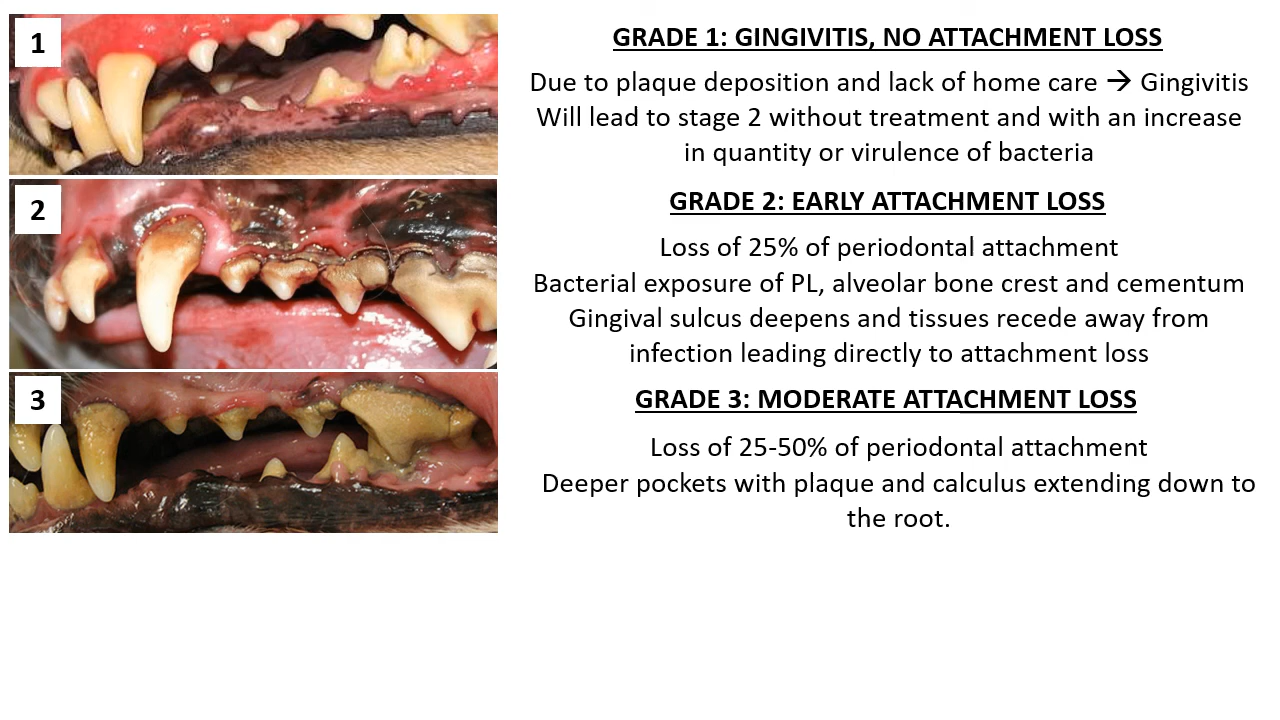 1
GRADE 1: GINGIVITIS, NO ATTACHMENT LOSS
Due to plaque deposition and lack of home care → Gingivitis
Will lead to stage 2 without treatment and with an increase
in quantity or virulence of bacteria
2
GRADE 2: EARLY ATTACHMENT LOSS
Loss of 25% of periodontal attachment
Bacterial exposure of PL, alveolar bone crest and cementum
Gingival sulcus deepens and tissues recede away from
infection leading directly to attachment loss
3
GRADE 3: MODERATE ATTACHMENT LOSS
Loss of 25-50% of periodontal attachment
Deeper pockets with plaque and calculus extending down to
the root.